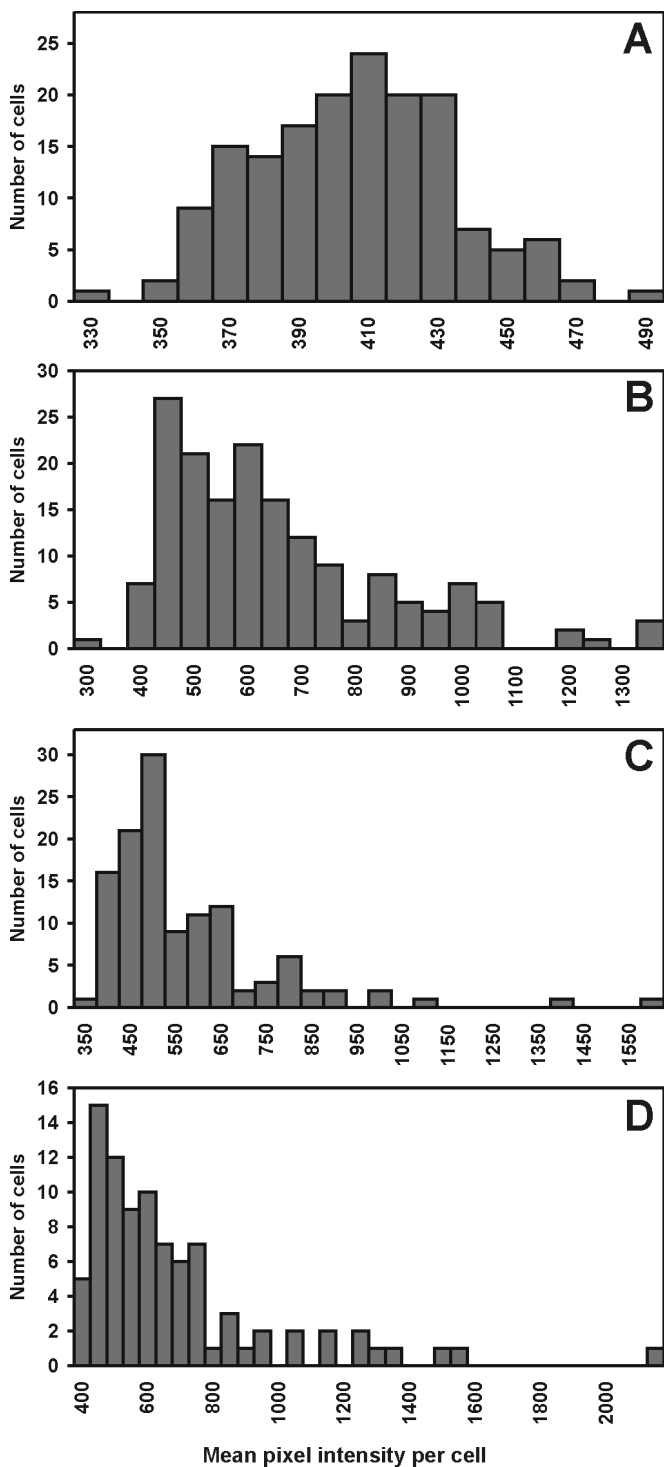 A
Number of cells
25
20
15
10
5
0
330 350 370 390 410 430 450 470 490
B
Number of cells
30
25
20
15
10
5
0
300 400 500 600 700 800 900 1000 1100 1200 1300
C
Number of cells
30
25
20
15
10
5
0
350 450 550 650 750 850 950 1050 1150 1250 1350 1450 1550
D
Number of cells
16
14
12
10
8
6
4
2
0
400 600 800 1000 1200 1400 1600 1800 2000
Mean pixel intensity per cell